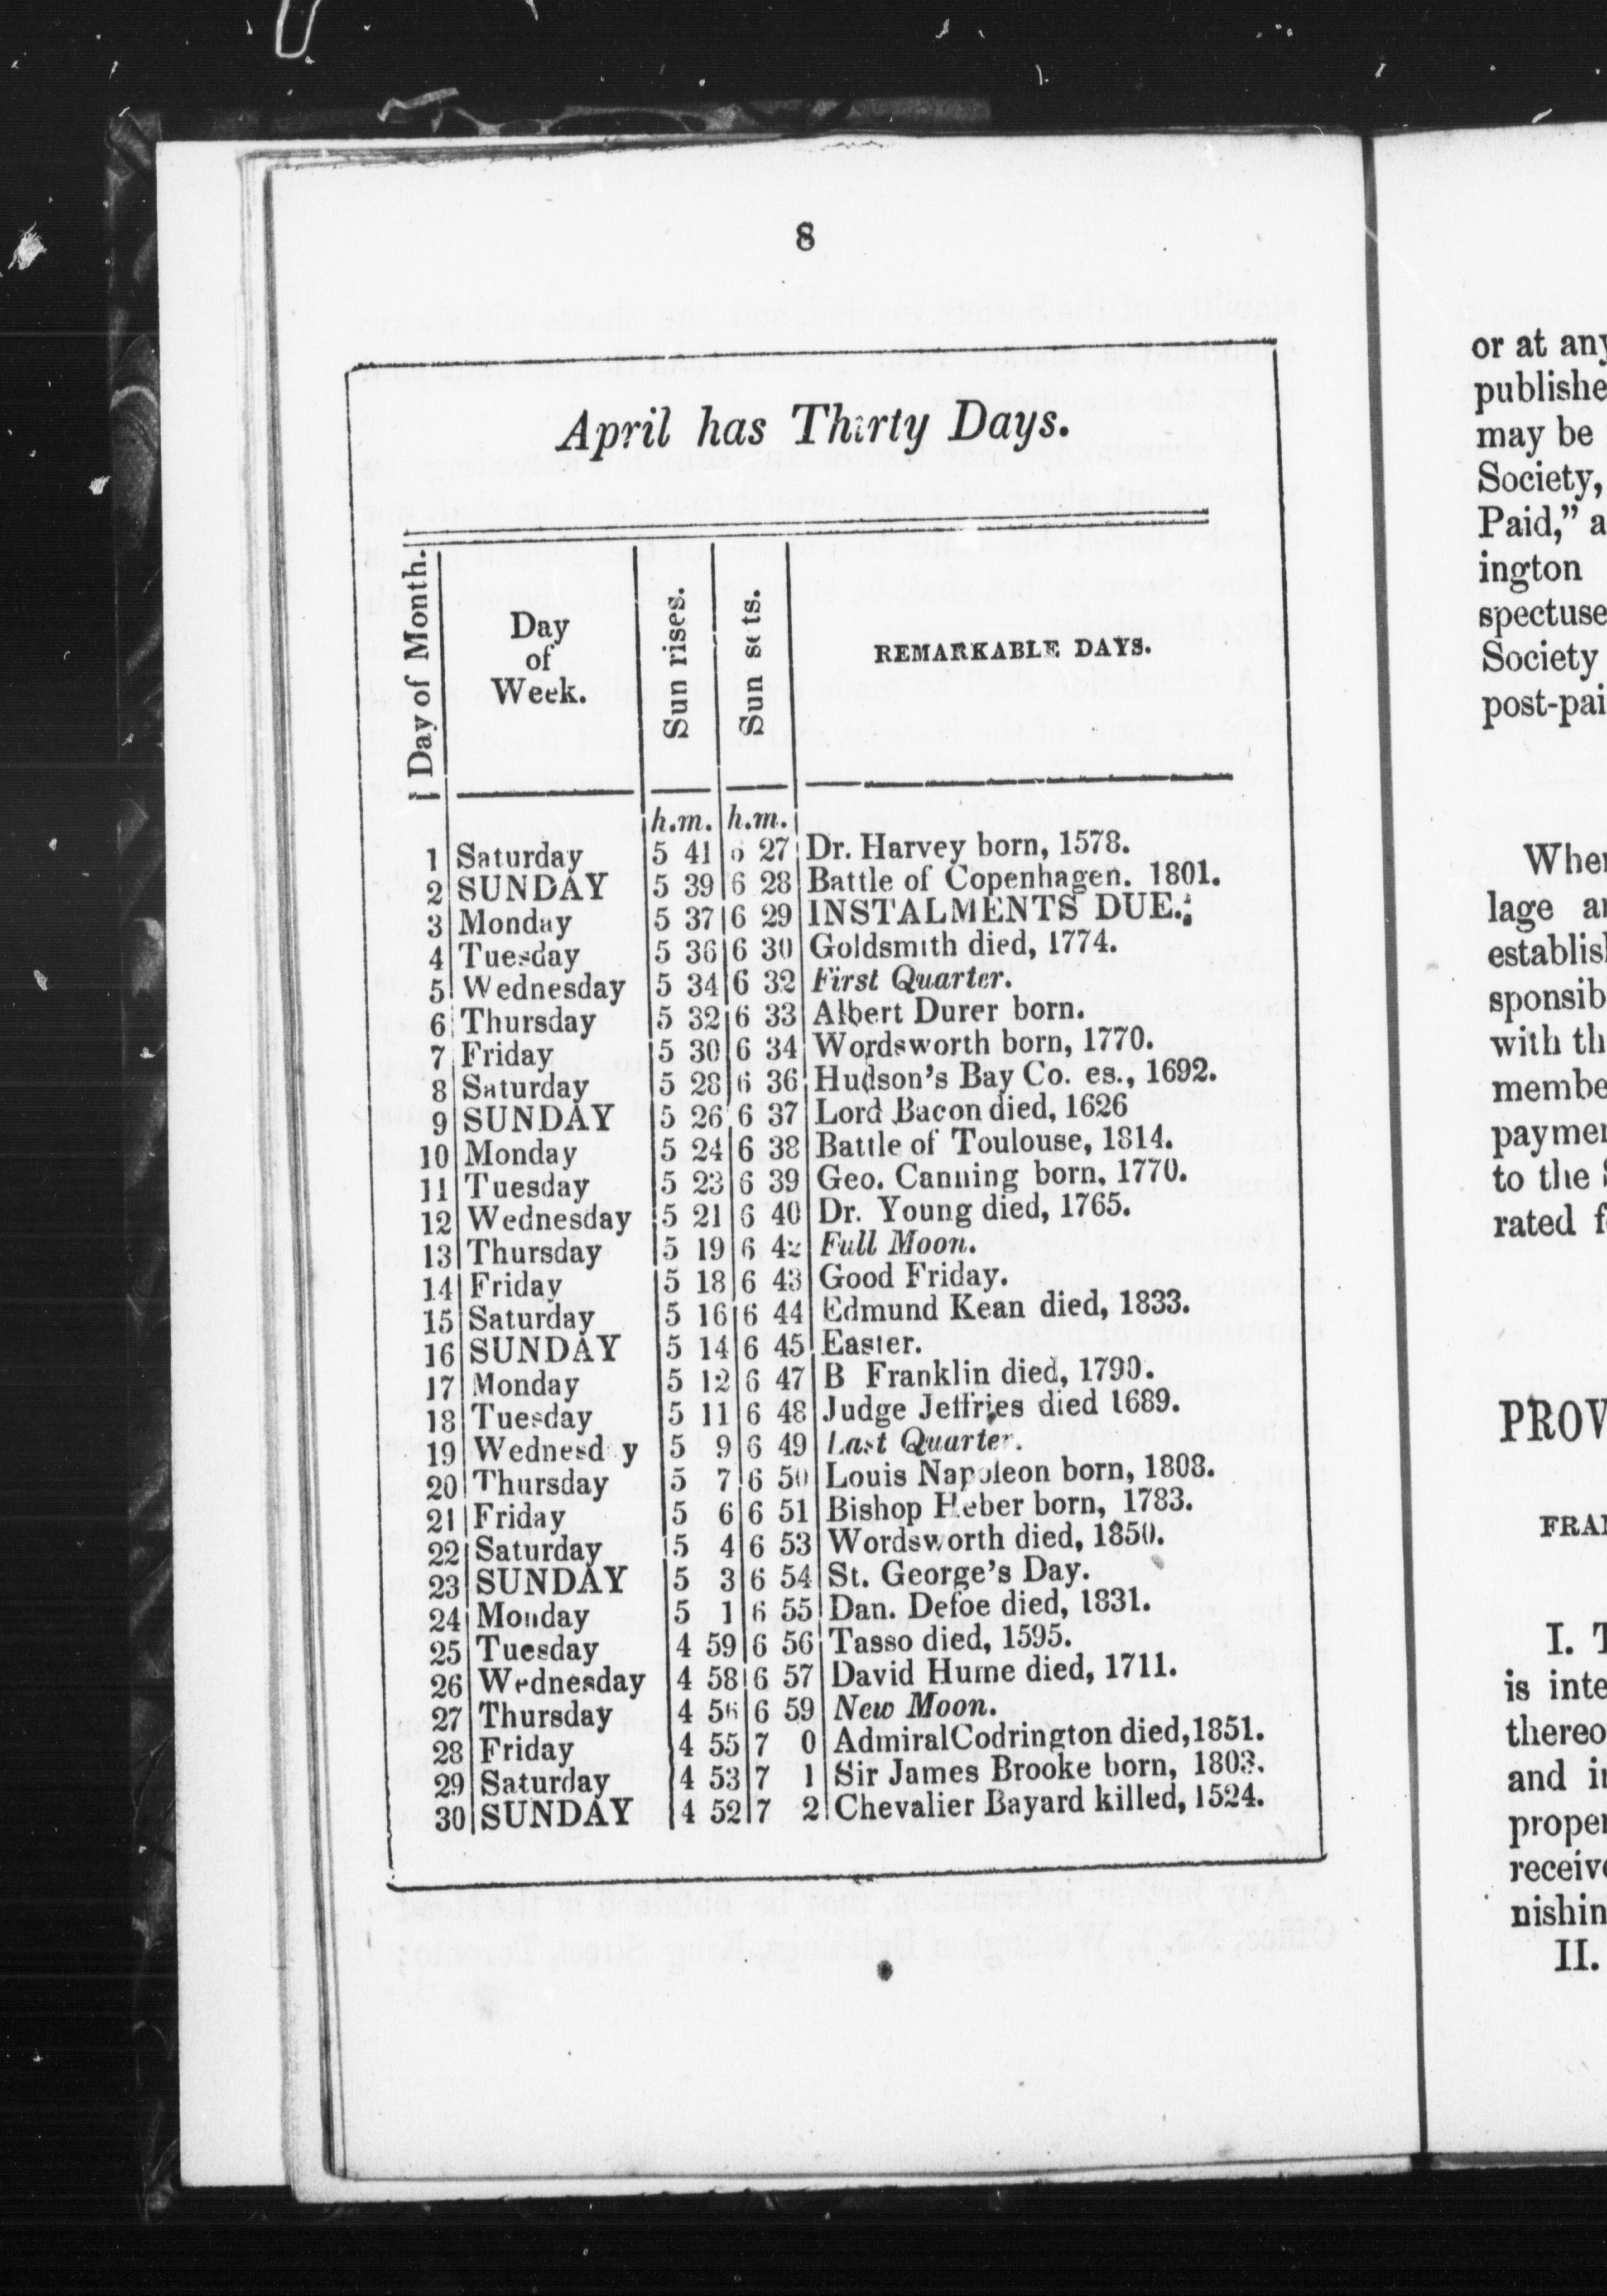 8
April has Thirty Days.
Day of Month.
Day
of
Week.
Sun rises.
Sun sets.
REMARKABLE DAYS.
h.m. h.m.
1 Saturday 5 41 6 27 Dr. Harvey born, 1578.
2 SUNDAY 5 39 6 28 Battle of Copenhagen. 1801.
3 Monday 5 37 6 29 INSTALMENTS DUE.
4 Tuesday 5 36 6 30 Goldsmith died, 1774.
5 Wednesday 5 34 6 32 First Quarter.
6 Thursday 5 32 6 33 Albert Durer born.
7 Friday 5 30 6 34 Wordsworth born, 1770.
8 Saturday 5 28 6 36 Hudson's Bay Co. es., 1692.
9 SUNDAY 5 26 6 37 Lord Bacon died, 1626
10 Monday 5 24 6 38 Battle of Toulouse, 1814.
11 Tuesday 5 23 6 39 Geo. Canning born, 1770.
12 Wednesday 5 21 6 40 Dr. Young died, 1765.
13 Thursday 5 19 6 42 Full Moon.
14 Friday 5 18 6 43 Good Friday.
15 Saturday 5 16 6 44 Edmund Kean died, 1833.
16 SUNDAY 5 14 6 45 Easter.
17 Monday 5 12 6 47 B Franklin died, 1790.
18 Tuesday 5 11 6 48 Judge Jeffries died 1689.
19 Wednesd y 5 9 6 49 Last Quarter.
20 Thursday 5 7 6 50 Louis Napoleon born, 1808.
21 Friday 5 6 6 51 Bishop Heber born, 1783.
22 Saturday 5 4 6 53 Wordsworth died, 1850.
23 SUNDAY 5 3 6 54 St. George's Day.
24 Monday 5 1 6 55 Dan. Defoe died, 1831.
25 Tuesday 4 59 6 56 Tasso died, 1595.
26 Wednesday 4 58 6 57 David Hume died, 1711.
27 Thursday 4 56 6 59 New Moon.
28 Friday 4 55 7 0 Admiral Codrington died, 1851.
29 Saturday 4 53 7 1 Sir James Brooke born, 1803.
30 SUNDAY 4 52 7 2 Chevalier Bayard killed, 1524.
or at any
publishe
may be
Society,
Paid,” a
ington
spectuse
Society
post-pai
When
lage a
establish
sponsib
with th
membe
paymen
to the
rated f
PROV
FRAN
I. T
is inte
thereo
and in
proper
receive
nishin
II.